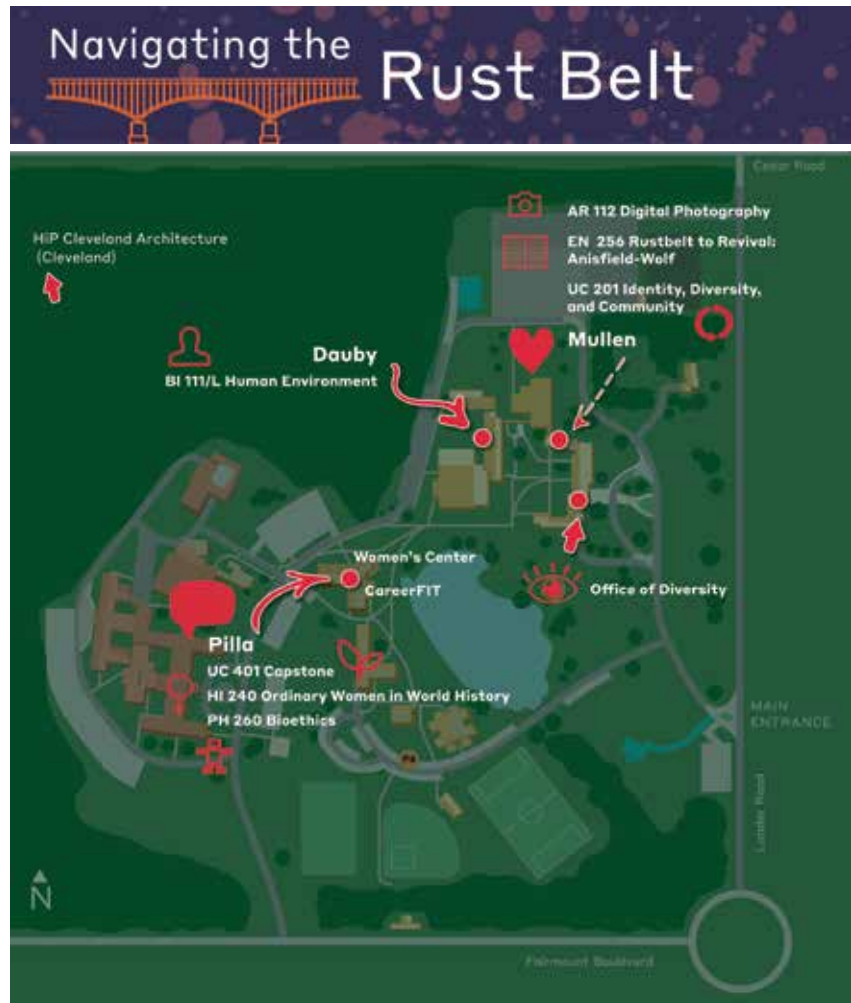 Navigating the
Rust Belt
Cedar Road
HiP Cleveland Architecture
(Cleveland)
AR 112 Digital Photography
EN 256 Rustbelt to Revival:
Anisfield-Wolf
UC 201 Identity, Diversity,
and Community
Mullen
Dauby
BI 111/L Human Environment
Women's Center
CareerFIT
Office of Diversity
Pilla
UC 401 Capstone
HI 240 Ordinary Women in World History
PH 260 Bioethics
MAIN
ENTRANCE
Lander Road
N
Fairmount Boulevard